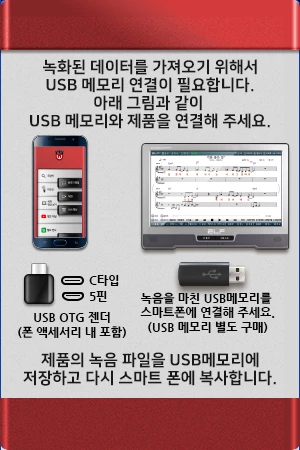 녹화된 데이터를 가져오기 위해서
USB 메모리 연결이 필요합니다.
아래 그림과 같이
USB 메모리와 제품을 연결해 주세요.
C타입
5핀
USB OTG 젠더
(폰 액세서리 내 포함)
녹음을 마친 USB메모리를
스마트폰에 연결해 주세요.
(USB 메모리 별도 구매)
제품의 녹음 파일을 USB메모리에
저장하고 다시 스마트 폰에 복사합니다.